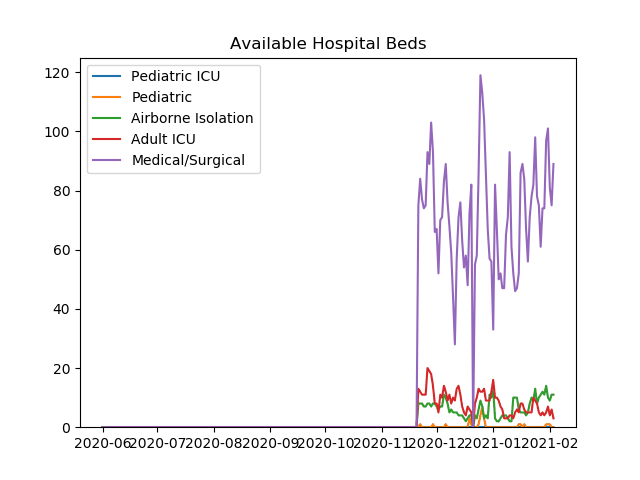 Available Hospital Beds
Pediatric ICU
Pediatric
Airborne Isolation
Adult ICU
Medical/Surgical
120
100
80
60
40
20
0
2020-06 2020-07 2020-08 2020-09 2020-10 2020-11 2020-12 2021-01 2021-02